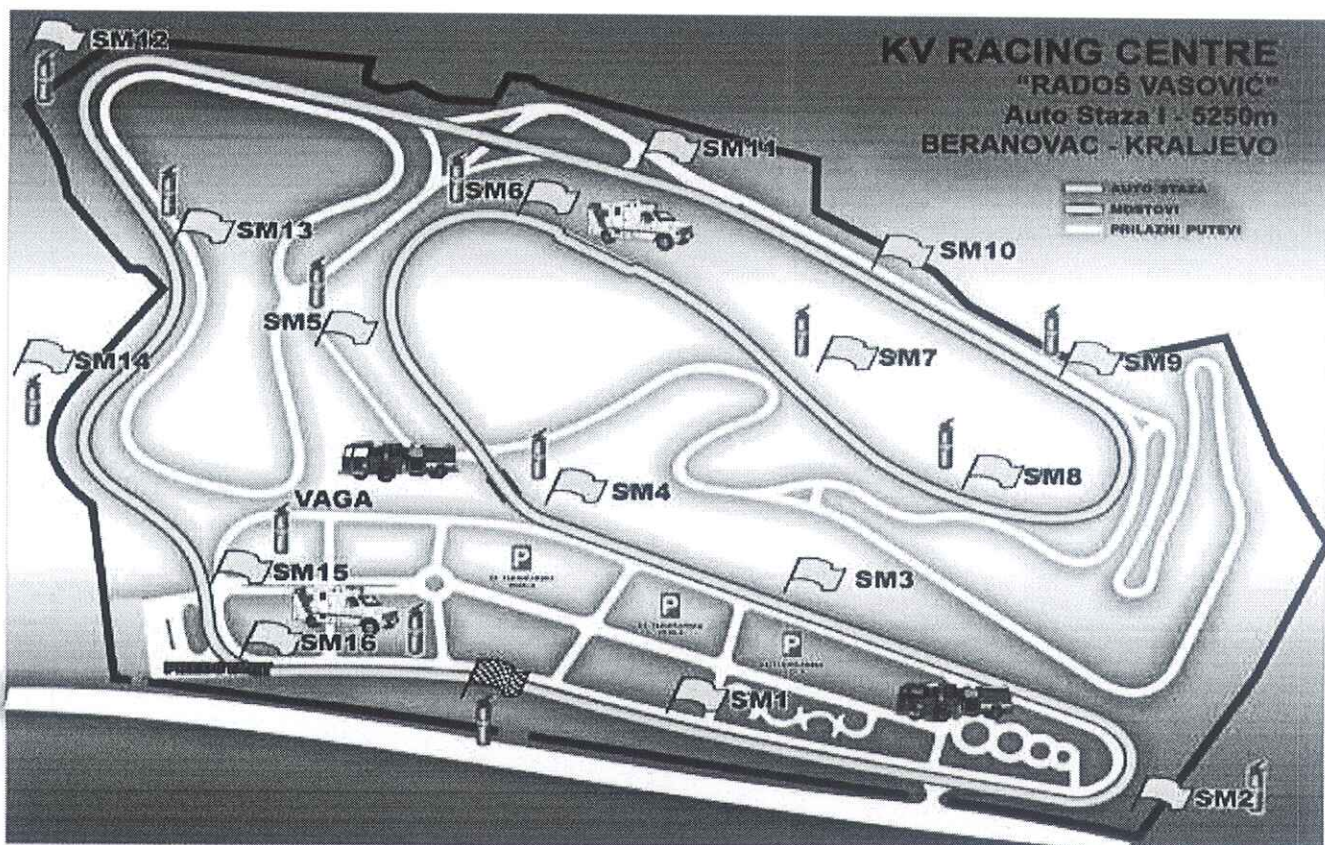 SM12
KV RACING CENTRE
"RADOŠ VASOVIĆ"
Auto Staza I - 5250m
BERANOVAC - KRALJEVO
AUTO STAZA
MOSTOVI
PRILAZNI PUTEVI
SM11
SM6
SM13
SM10
SM5
SM14
SM7
SM9
SM8
SM4
VAGA
P
SM15
SM3
P
SM16
P
SM1
SM2